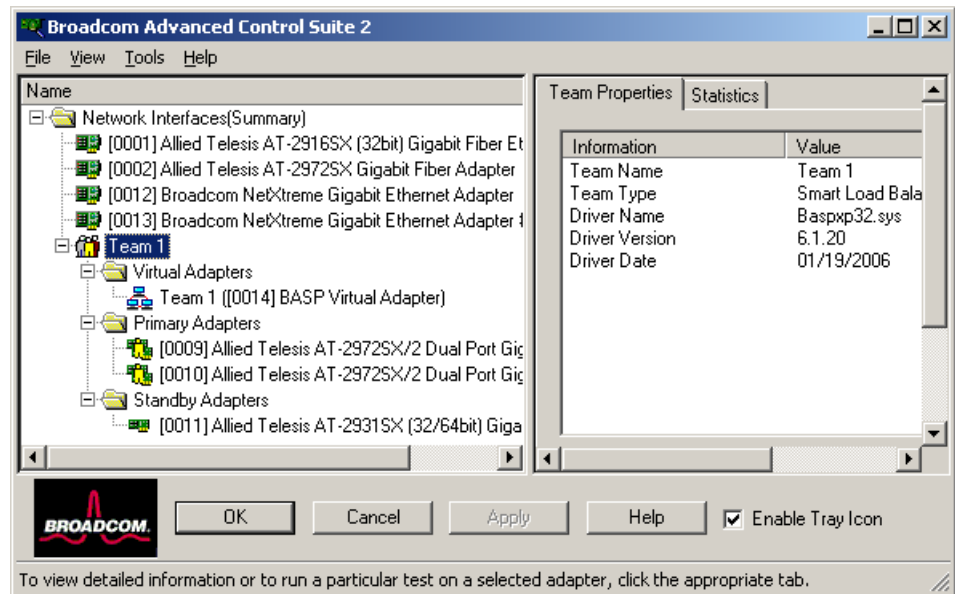 Broadcom Advanced Control Suite 2
File View Tools Help
Name
Network Interfaces(Summary)
[0001] Allied Telesis AT-2916SX (32bit) Gigabit Fiber Et
[0002] Allied Telesis AT-2972SX Gigabit Fiber Adapter
[0012] Broadcom NetXtreme Gigabit Ethernet Adapter
[0013] Broadcom NetXtreme Gigabit Ethernet Adapter
Team 1
Virtual Adapters
Team 1 ([0014] BASP Virtual Adapter)
Primary Adapters
[0009] Allied Telesis AT-2972SX/2 Dual Port Gig
[0010] Allied Telesis AT-2972SX/2 Dual Port Gig
Standby Adapters
[0011] Allied Telesis AT-2931SX (32/64bit) Giga
Team Properties Statistics
Information Value
Team Name Team 1
Team Type Smart Load Bala
Driver Name Baspxp32.sys
Driver Version 6.1.20
Driver Date 01/19/2006
BROADCOM.
OK Cancel Apply Help Enable Tray Icon
To view detailed information or to run a particular test on a selected adapter, click the appropriate tab.